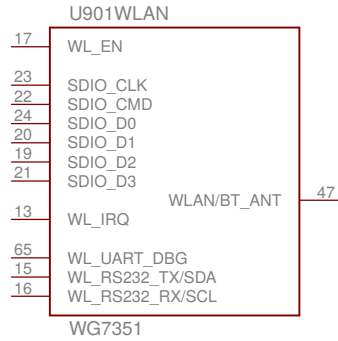 U901WLAN
17 WL_EN
23 SDIO_CLK
22 SDIO_CMD
24 SDIO_D0
20 SDIO_D1
19 SDIO_D2
21 SDIO_D3
WLAN/BT_ANT 47
13 WL_IRQ
65 WL_UART_DBG
15 WL_RS232_TX/SDA
16 WL_RS232_RX/SCL
WG7351